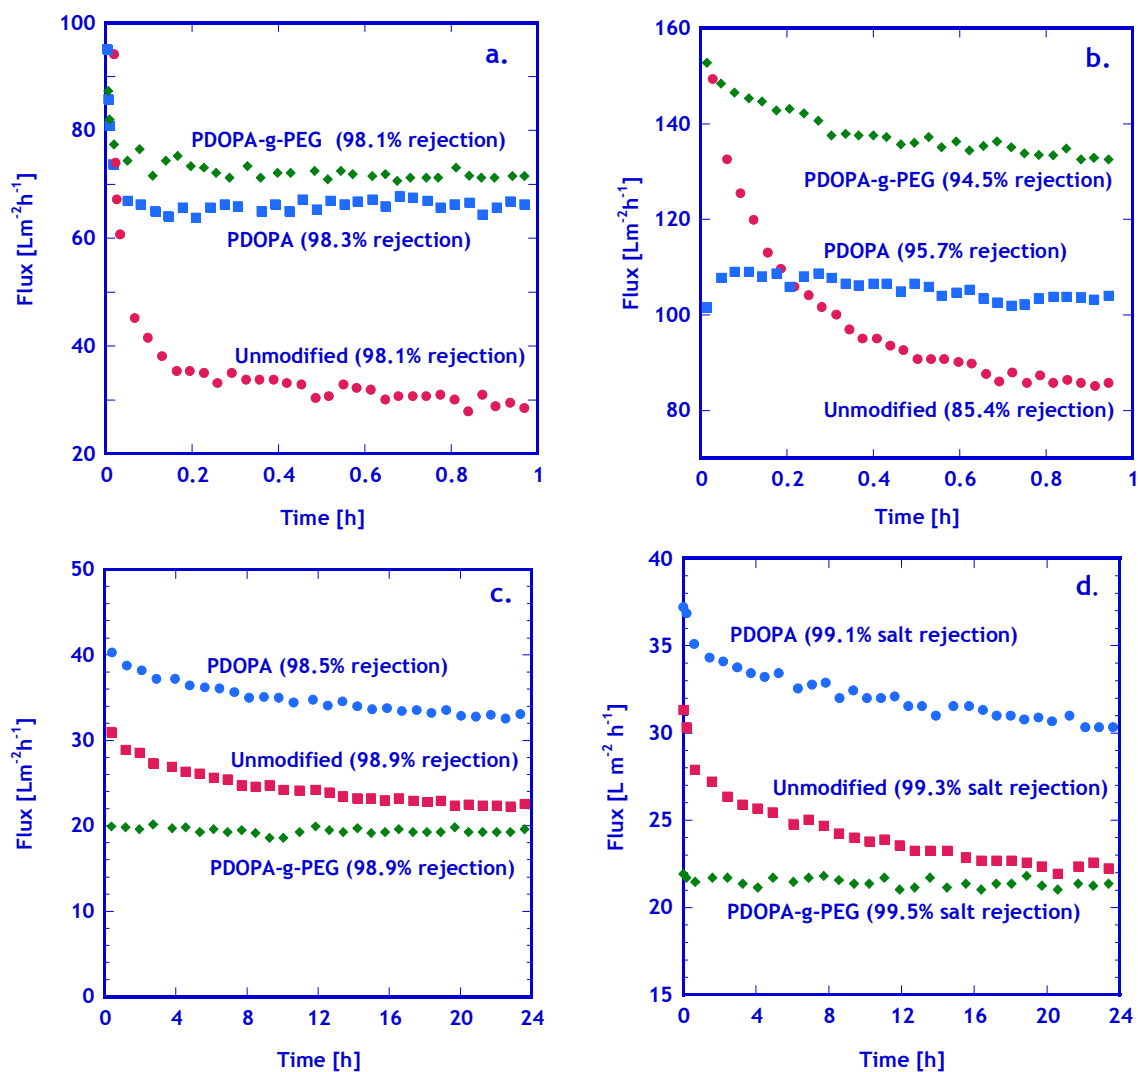 100
80
60
40
20
Flux [Lm⁻²h⁻¹]
a.
PDOPA-g-PEG (98.1% rejection)
PDOPA (98.3% rejection)
Unmodified (98.1% rejection)
0 0.2 0.4 0.6 0.8 1
Time [h]
160
140
120
100
80
Flux [Lm⁻²h⁻¹]
b.
PDOPA-g-PEG (94.5% rejection)
PDOPA (95.7% rejection)
Unmodified (85.4% rejection)
0 0.2 0.4 0.6 0.8 1
Time [h]
50
40
30
20
10
0
Flux [Lm⁻²h⁻¹]
c.
PDOPA (98.5% rejection)
Unmodified (98.9% rejection)
PDOPA-g-PEG (98.9% rejection)
0 4 8 12 16 20 24
Time [h]
40
35
30
25
20
15
Flux [L m⁻² h⁻¹]
d.
PDOPA (99.1% salt rejection)
Unmodified (99.3% salt rejection)
PDOPA-g-PEG (99.5% salt rejection)
0 4 8 12 16 20 24
Time [h]